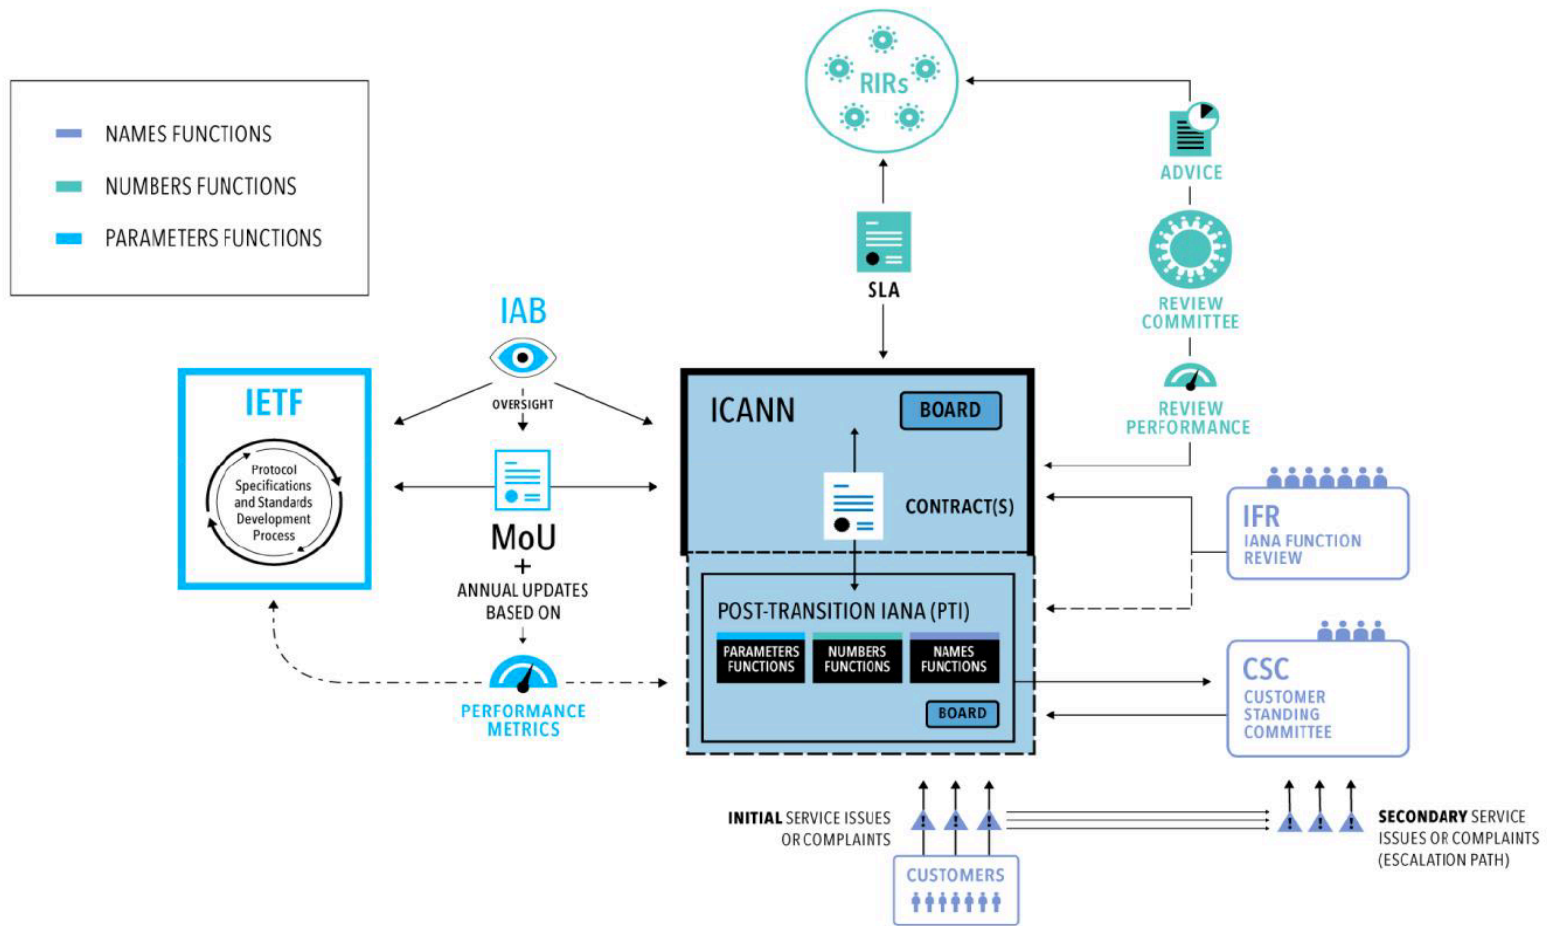 NAMES FUNCTIONS
NUMBERS FUNCTIONS
PARAMETERS FUNCTIONS
RIRs
ADVICE
SLA
REVIEW
COMMITTEE
REVIEW
PERFORMANCE
IAB
OVERSIGHT
IETF
Protocol
Specifications
and Standards
Development
Process
MoU
+
ANNUAL UPDATES
BASED ON
PERFORMANCE
METRICS
ICANN
BOARD
CONTRACT(S)
POST-TRANSITION IANA (PTI)
PARAMETERS
FUNCTIONS
NUMBERS
FUNCTIONS
NAMES
FUNCTIONS
BOARD
IFR
IANA FUNCTION
REVIEW
CSC
CUSTOMER
STANDING
COMMITTEE
INITIAL SERVICE ISSUES
OR COMPLAINTS
! ! !
! ! !
SECONDARY SERVICE
ISSUES OR COMPLAINTS
(ESCALATION PATH)
CUSTOMERS